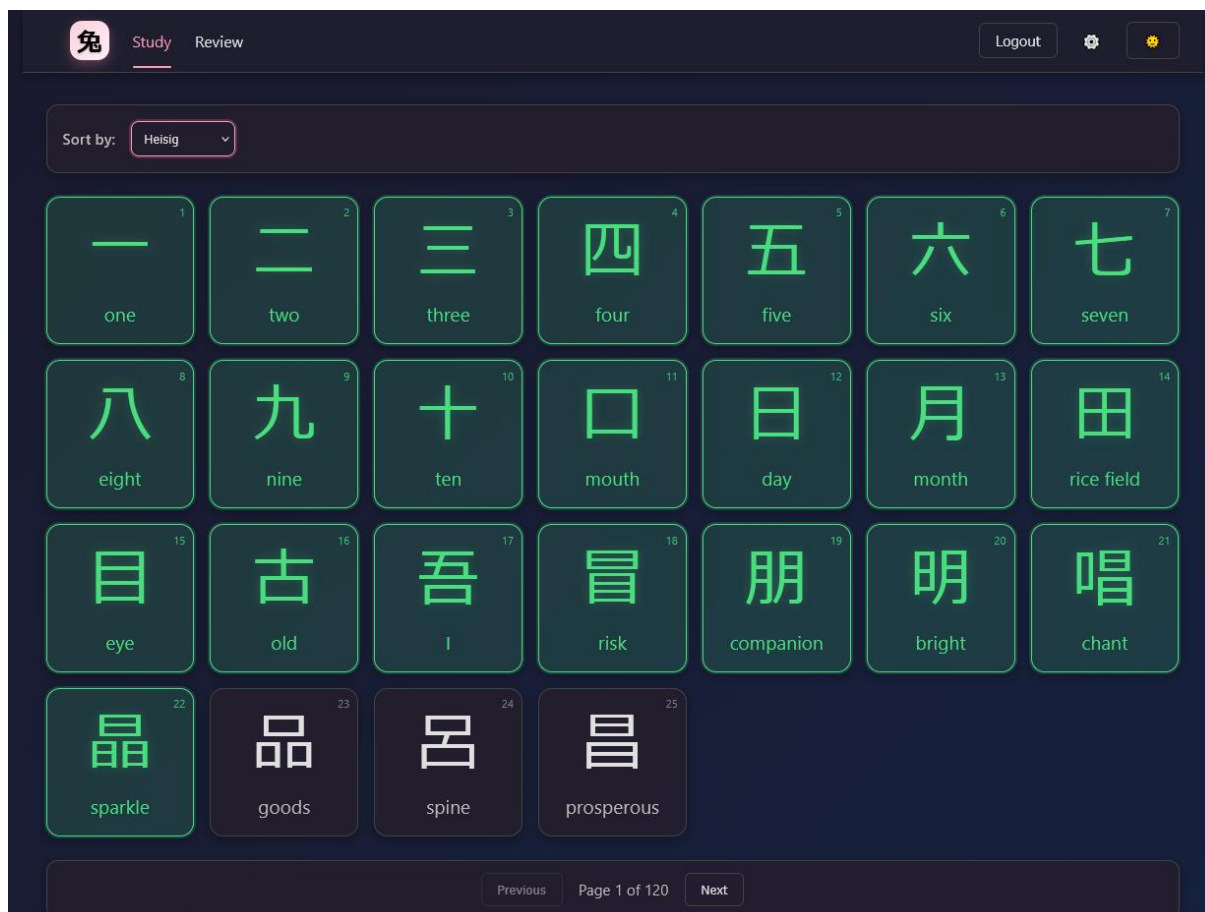 兔 Study Review Logout
Sort by: Heisig
1 2 3 4 5 6 7
一 二 三 四 五 六 七
one two three four five six seven
8 9 10 11 12 13 14
八 九 十 口 日 月 田
eight nine ten mouth day month rice field
15 16 17 18 19 20 21
目 古 吾 冒 朋 明 唱
eye old I risk companion bright chant
22 23 24 25
晶 品 呂 昌
sparkle goods spine prosperous
Previous Page 1 of 120 Next